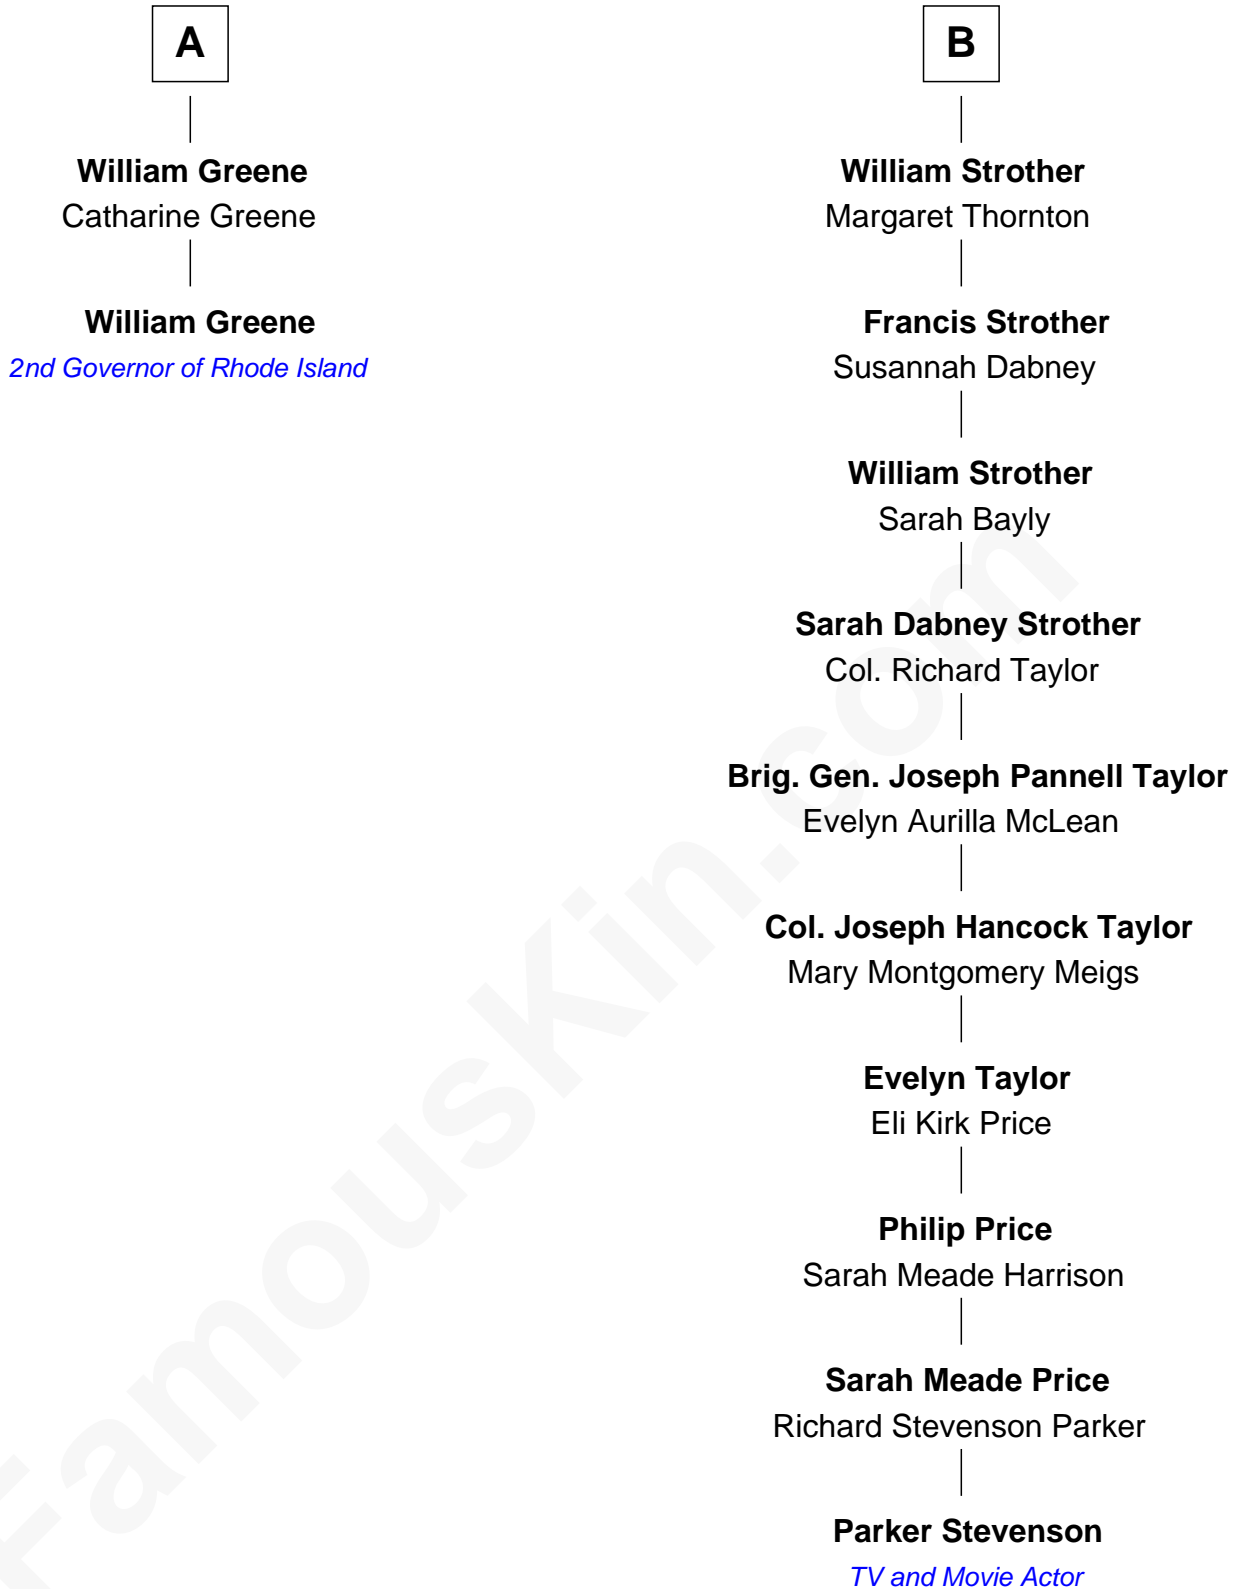 A
William Greene
Catharine Greene
William Greene
2nd Governor of Rhode Island
B
William Strother
Margaret Thornton
Francis Strother
Susannah Dabney
William Strother
Sarah Bayly
Sarah Dabney Strother
Col. Richard Taylor
Brig. Gen. Joseph Pannell Taylor
Evelyn Aurilla McLean
Col. Joseph Hancock Taylor
Mary Montgomery Meigs
Evelyn Taylor
Eli Kirk Price
Philip Price
Sarah Meade Harrison
Sarah Meade Price
Richard Stevenson Parker
Parker Stevenson
TV and Movie Actor
FamousKin.com